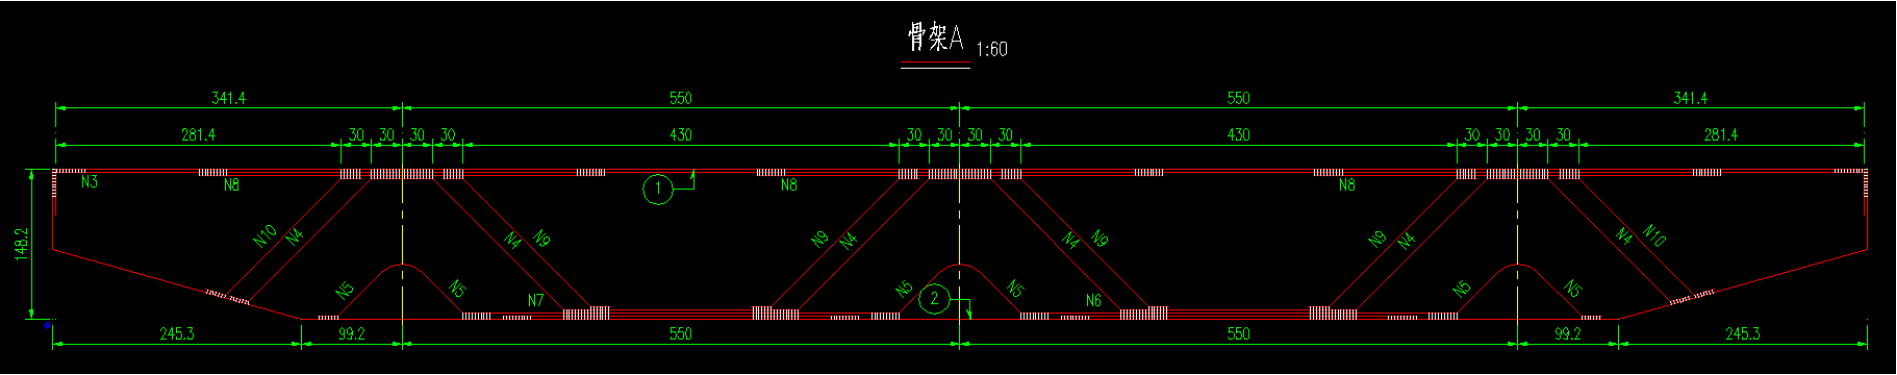 骨架A 1:60
341.4 550 550 341.4
281.4 30 30 30 30 430 30 30 30 30 430 30 30 30 30 281.4
N3 N8 1 N8 N8
148.2
N10 N4 N4 N9 N9 N4 N4 N9 N9 N4 N4 N10
N5 N5 N7 N5 2 N5 N6 N5 N5
245.3 99.2 550 550 99.2 245.3